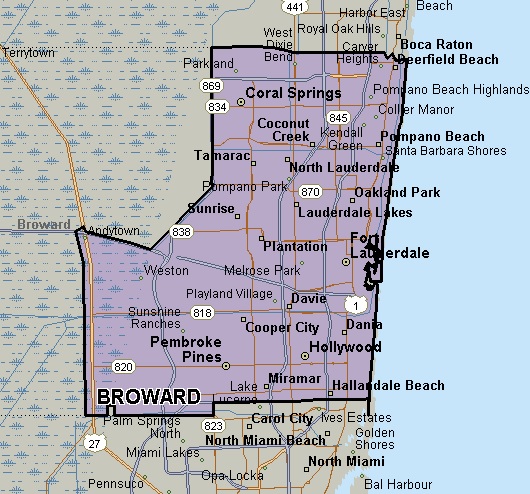 Beach
441
Harbor East
Royal Oak Hills
West
Dixie
Bend
Carver
Heights
Boca Raton
Terrytown
Deerfield Beach
Parkland
869
Coral Springs
Pompano Beach Highlands
834
Collier Manor
845
Coconut
Creek
Kendall
Green
Pompano Beach
Santa Barbara Shores
Tamarac
North Lauderdale
Pompano Park
870
Oakland Park
Sunrise
Lauderdale Lakes
Broward
Andytown
838
Plantation
Fort
Lauderdale
Weston
Melrose Park
Playland Village
Davie
1
Sunshine
Ranches
818
Cooper City
Dania
Pembroke
Pines
Hollywood
820
Miramar
Lake
Lucerne
Hallandale Beach
BROWARD
Palm Springs
North
823
Carol City
Ives Estates
27
North Miami Beach
Golden
Shores
Miami Lakes
Opa-Locka
North Miami
Pennsuco
Bal Harbour